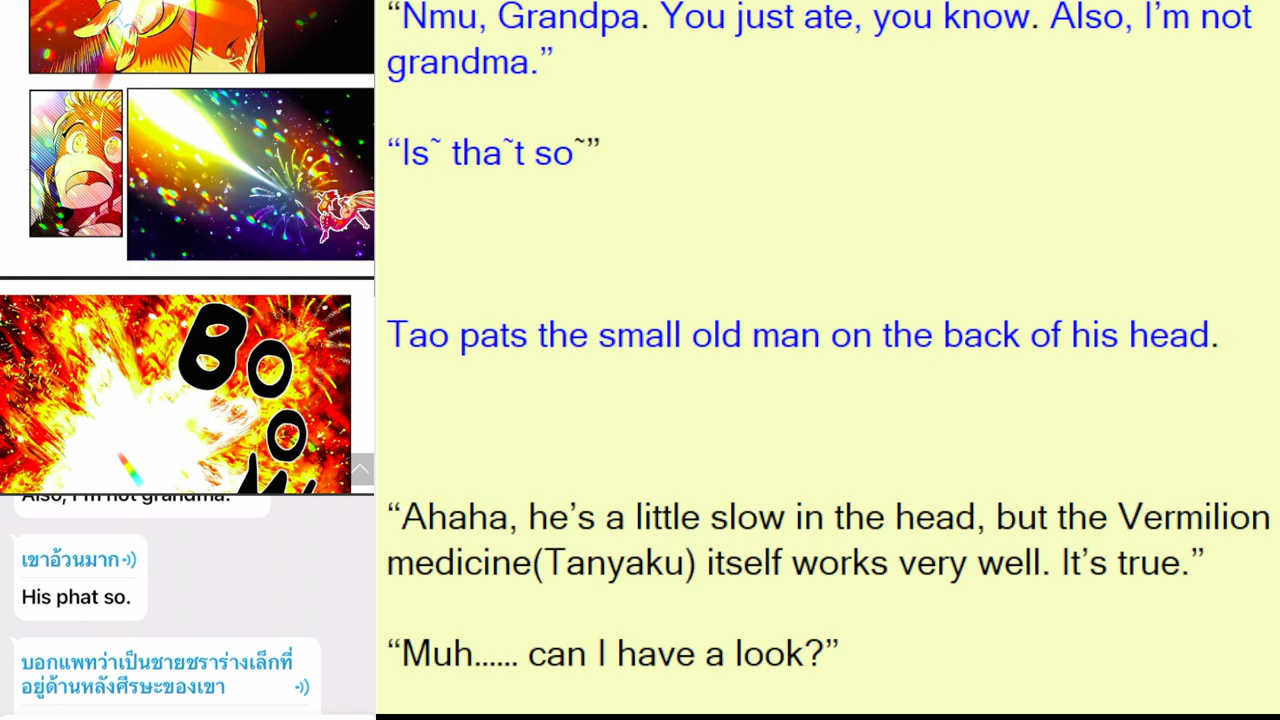 BOOM
Also, I'm not grandma.
เขาอ้วนมาก
His phat so.
บอกแพทว่าเป็นชายชราร่างเล็กที่
อยู่ด้านหลังศีรษะของเขา
“Nmu, Grandpa. You just ate, you know. Also, I’m not
grandma.”
“Is˜ tha˜t so˜”
Tao pats the small old man on the back of his head.
“Ahaha, he’s a little slow in the head, but the Vermilion
medicine(Tanyaku) itself works very well. It’s true.”
“Muh...... can I have a look?”